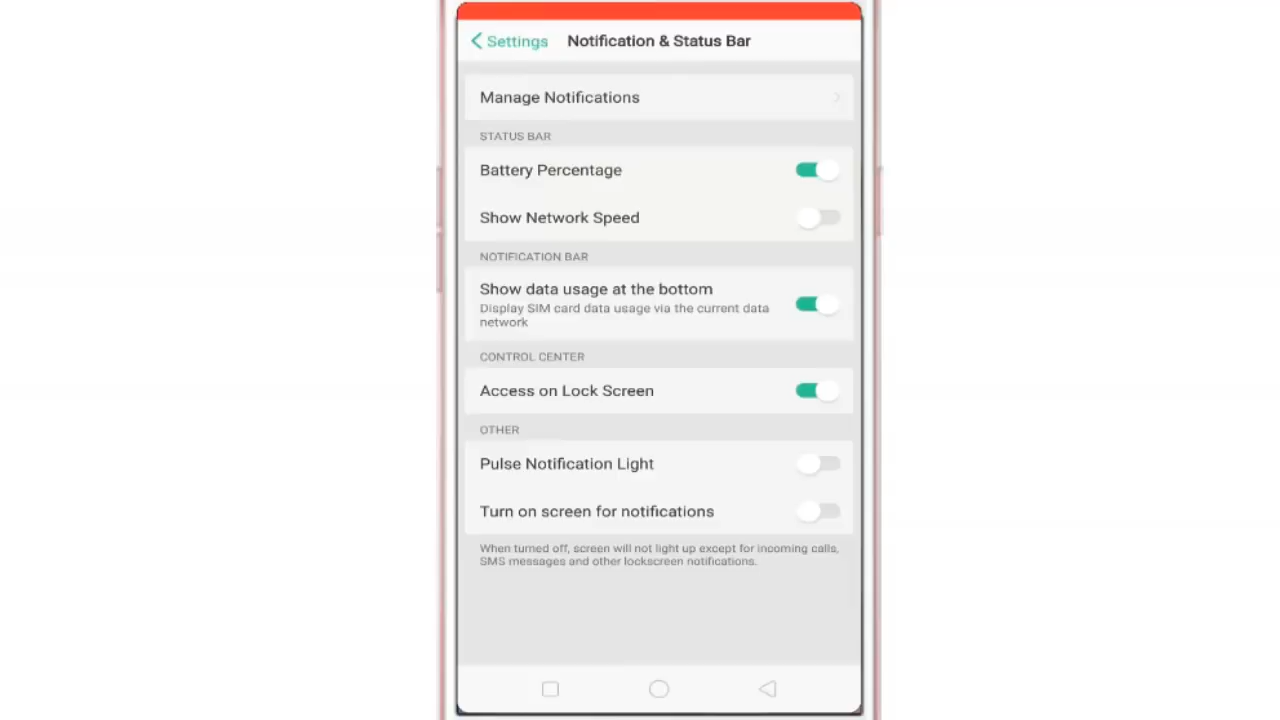 Settings
Notification & Status Bar
Manage Notifications
STATUS BAR
Battery Percentage
Show Network Speed
NOTIFICATION BAR
Show data usage at the bottom
Display SIM card data usage via the current data
network
CONTROL CENTER
Access on Lock Screen
OTHER
Pulse Notification Light
Turn on screen for notifications
When turned off, screen will not light up except for incoming calls,
SMS messages and other lockscreen notifications.